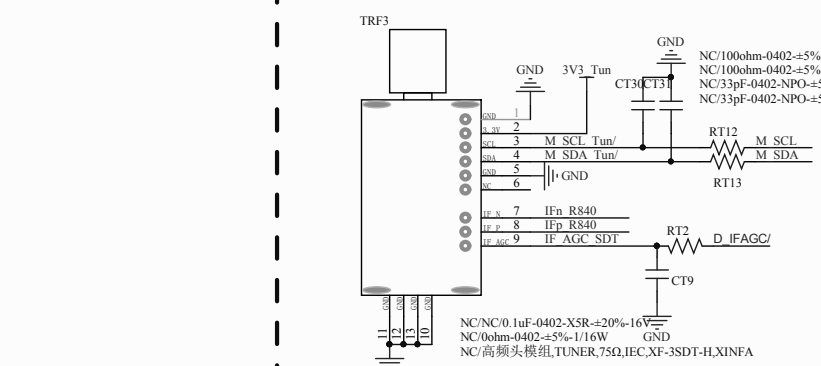 TRF3
GND
NC/100ohm-0402-±5%
GND
3V3_Tun
NC/100ohm-0402-±5%
CT30CT31
NC/33pF-0402-NPO-±5
NC/33pF-0402-NPO-±5
GND 1
3.3V 2
SCL 3 M_SCL_Tun/
RT12
M_SCL
SDA 4 M_SDA_Tun/
M_SDA
GND 5
GND
RT13
NC 6
IF_N 7 IFn_R840
IF_P 8 IFp_R840
IF_AGC 9 IF_AGC_SDT
RT2
D_IFAGC/
CT9
GND GND GND GND
11 12 13 10
NC/NC/0.1uF-0402-X5R-±20%-16V
GND
NC/0ohm-0402-±5%-1/16W
NC/高频头模组,TUNER,75Ω,IEC,XF-3SDT-H,XINFA